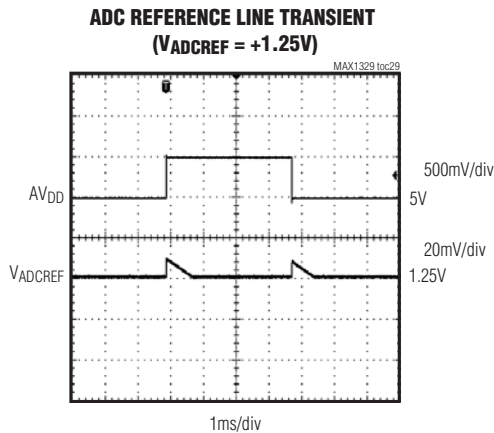 ADC REFERENCE LINE TRANSIENT
(VADCREF = +1.25V)
MAX1329 toc29
500mV/div
AVDD
5V
20mV/div
VADCREF
1.25V
1ms/div